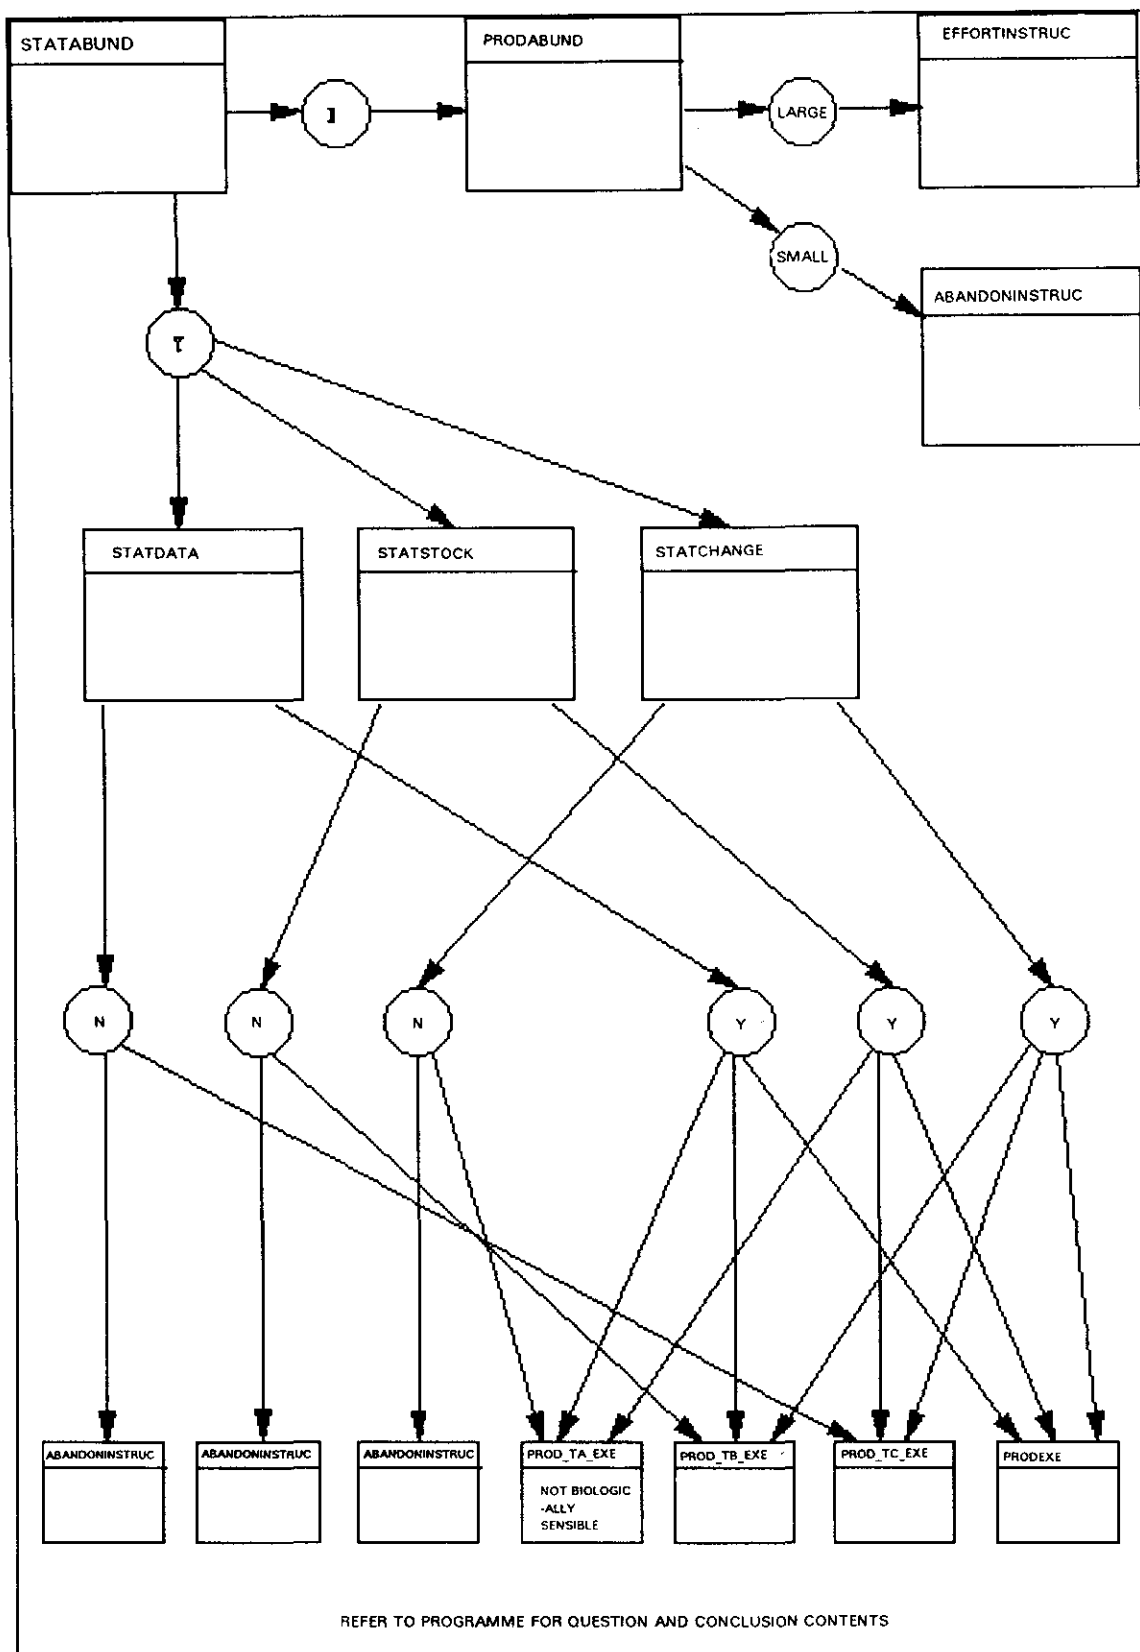 STATABUND
PRODABUND
EFFORTINSTRUC
I
LARGE
SMALL
ABANDONINSTRUC
T
STATDATA
STATSTOCK
STATCHANGE
N
N
N
Y
Y
Y
ABANDONINSTRUC
ABANDONINSTRUC
ABANDONINSTRUC
PROD_TA_EXE
PROD_TB_EXE
PROD_TC_EXE
PRODEXE
NOT BIOLOGIC
-ALLY
SENSIBLE
REFER TO PROGRAMME FOR QUESTION AND CONCLUSION CONTENTS